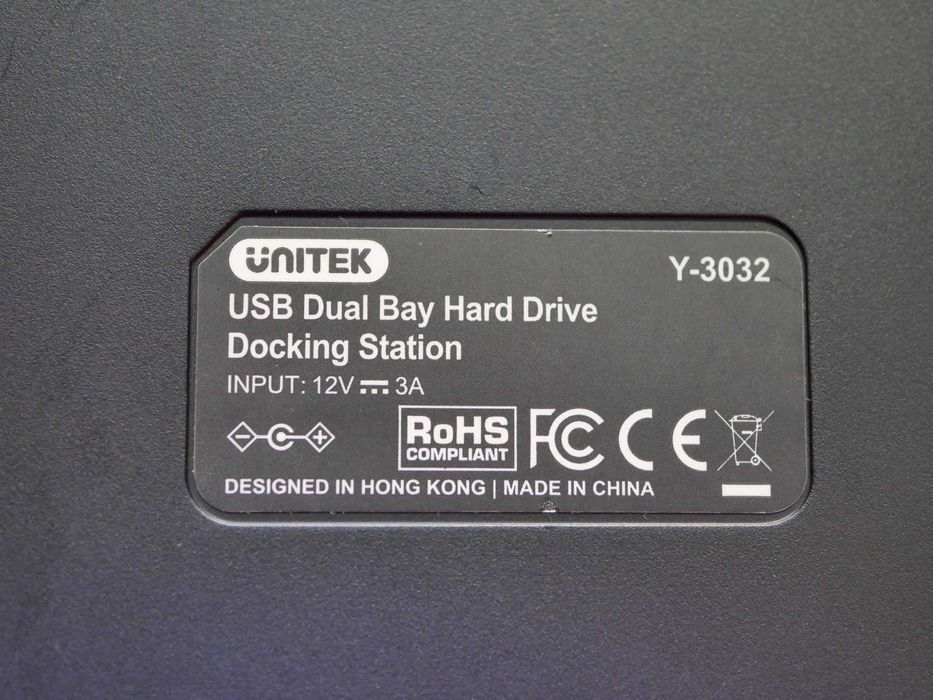 UNITEK
Y-3032
USB Dual Bay Hard Drive
Docking Station
INPUT: 12V ⎓ 3A
RoHS
COMPLIANT
FC CE
DESIGNED IN HONG KONG | MADE IN CHINA